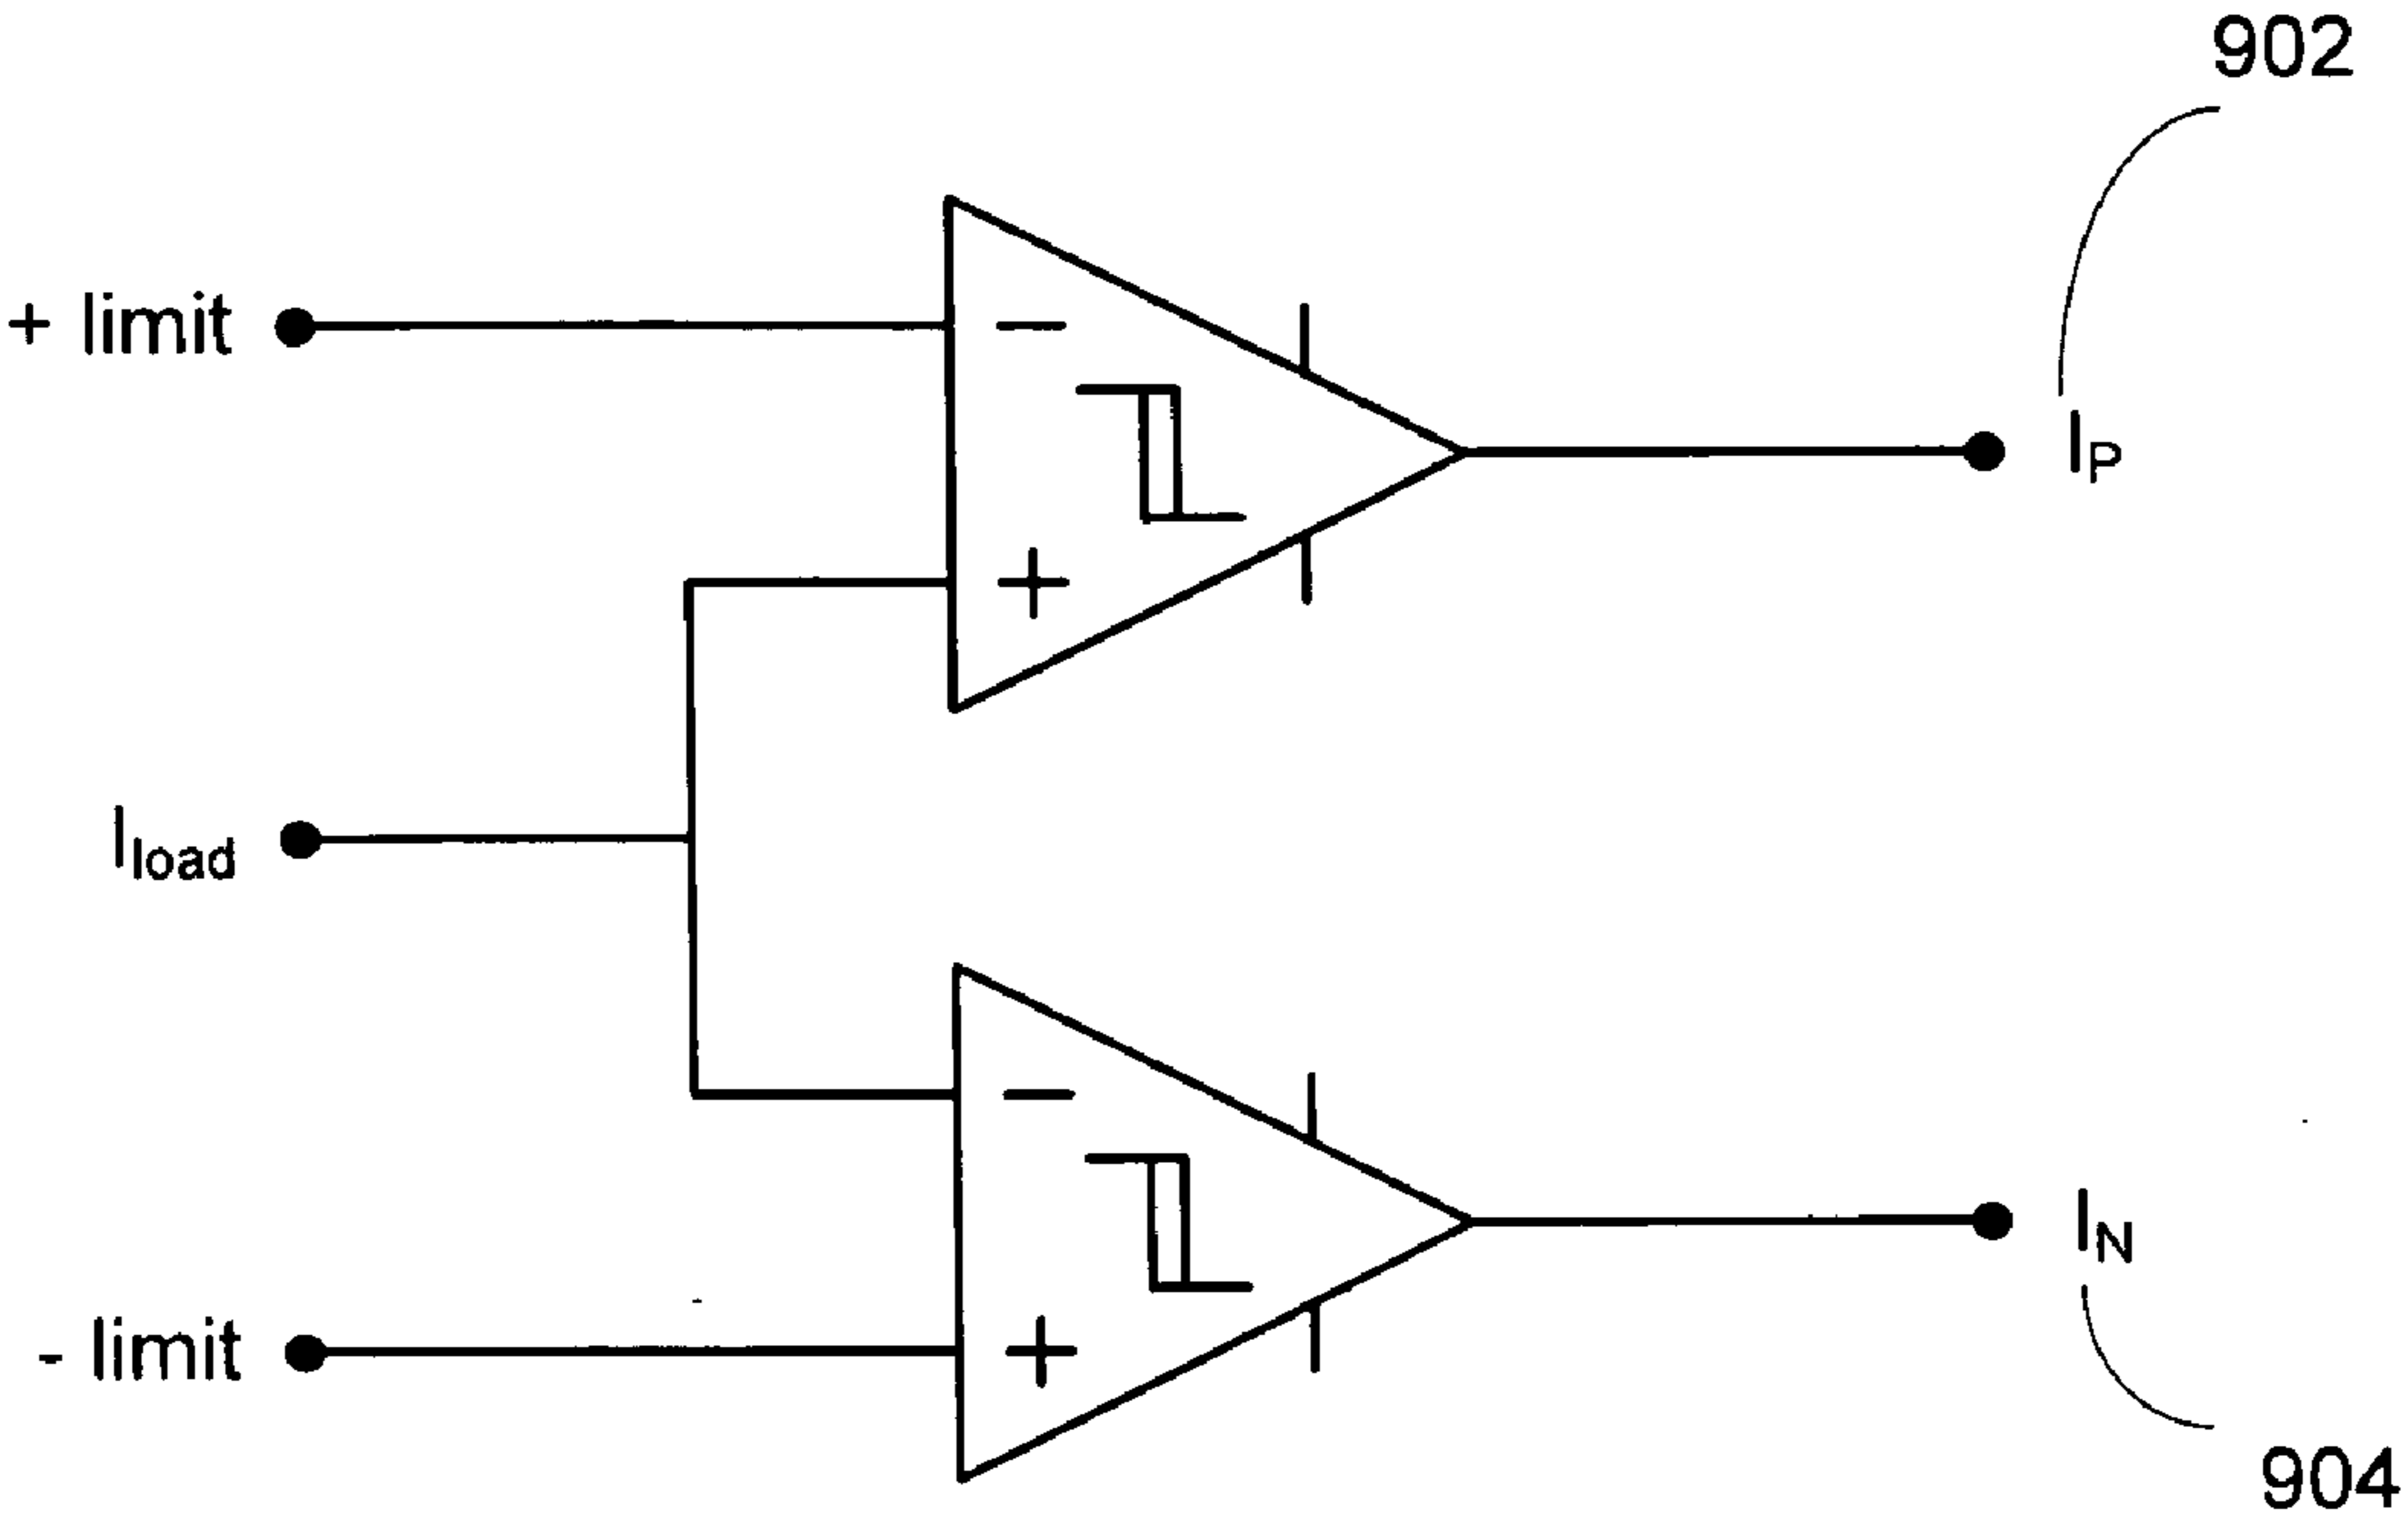 902
+ limit
−
I_P
+
I_load
−
I_N
- limit
+
904